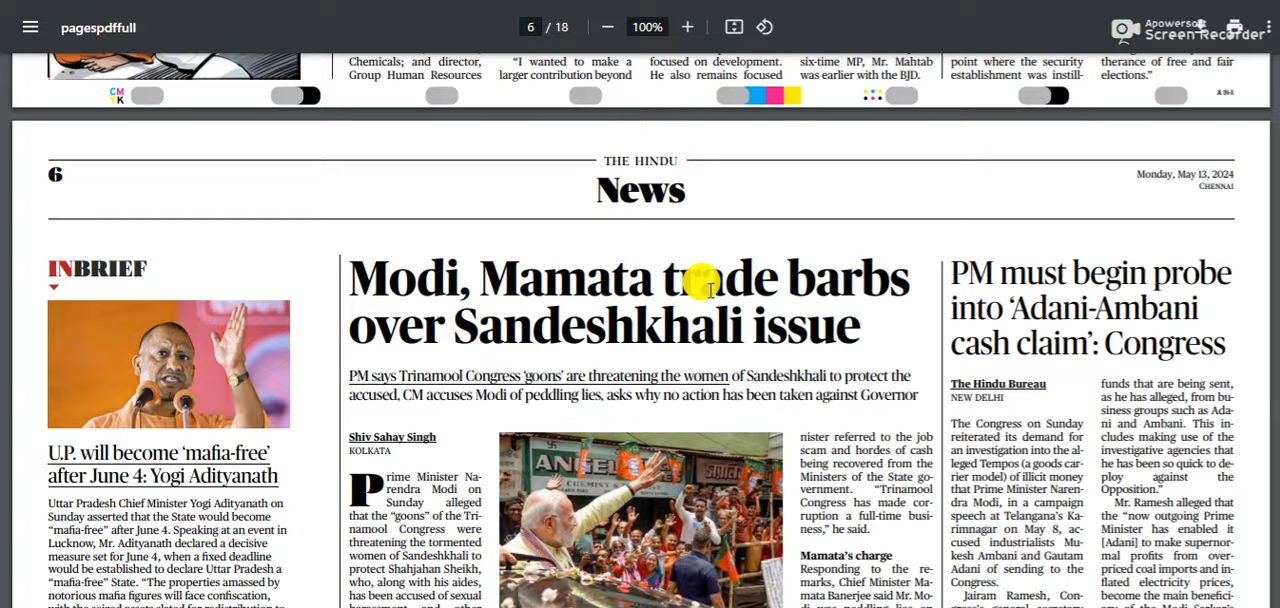 pagespdffull
6 / 18
100%
Apowersoft
Screen Recorder
Chemicals; and director,
Group Human Resources
“I wanted to make a
larger contribution beyond
focused on development.
He also remains focused
six-time MP, Mr. Mahtab
was earlier with the BJD.
point where the security
establishment was instill-
therance of free and fair
elections.”
CM
YK
6
THE HINDU
News
Monday, May 13, 2024
CHENNAI
INBRIEF
U.P. will become ‘mafia-free’
after June 4: Yogi Adityanath
Uttar Pradesh Chief Minister Yogi Adityanath on
Sunday asserted that the State would become
“mafia-free” after June 4. Speaking at an event in
Lucknow, Mr. Adityanath declared a decisive
measure set for June 4, when a fixed deadline
would be established to declare Uttar Pradesh a
“mafia-free” State. “The properties amassed by
notorious mafia figures will face confiscation,
Modi, Mamata trade barbs
over Sandeshkhali issue
PM says Trinamool Congress ‘goons’ are threatening the women of Sandeshkhali to protect the
accused, CM accuses Modi of peddling lies, asks why no action has been taken against Governor
Shiv Sahay Singh
KOLKATA
Prime Minister Na-
rendra Modi on
Sunday alleged
that the “goons” of the Tri-
namool Congress were
threatening the tormented
women of Sandeshkhali to
protect Shahjahan Sheikh,
who, along with his aides,
has been accused of sexual
ANGEL
CHEMIST &
nister referred to the job
scam and hordes of cash
being recovered from the
Ministers of the State go-
vernment. “Trinamool
Congress has made cor-
ruption a full-time busi-
ness,” he said.
Mamata’s charge
Responding to the re-
marks, Chief Minister Ma-
mata Banerjee said Mr. Mo-
PM must begin probe
into ‘Adani-Ambani
cash claim’: Congress
The Hindu Bureau
NEW DELHI
The Congress on Sunday
reiterated its demand for
an investigation into the al-
leged Tempos (a goods car-
rier model) of illicit money
that Prime Minister Naren-
dra Modi, in a campaign
speech at Telangana’s Ka-
rimnagar on May 8, ac-
cused industrialists Mu-
kesh Ambani and Gautam
Adani of sending to the
Congress.
Jairam Ramesh, Con-
funds that are being sent,
as he has alleged, from bu-
siness groups such as Ada-
ni and Ambani. This in-
cludes making use of the
investigative agencies that
he has been so quick to de-
ploy against the
Opposition.”
Mr. Ramesh alleged that
the “now outgoing Prime
Minister has enabled it
[Adani] to make supernor-
mal profits from over-
priced coal imports and in-
flated electricity prices,
become the main benefici-